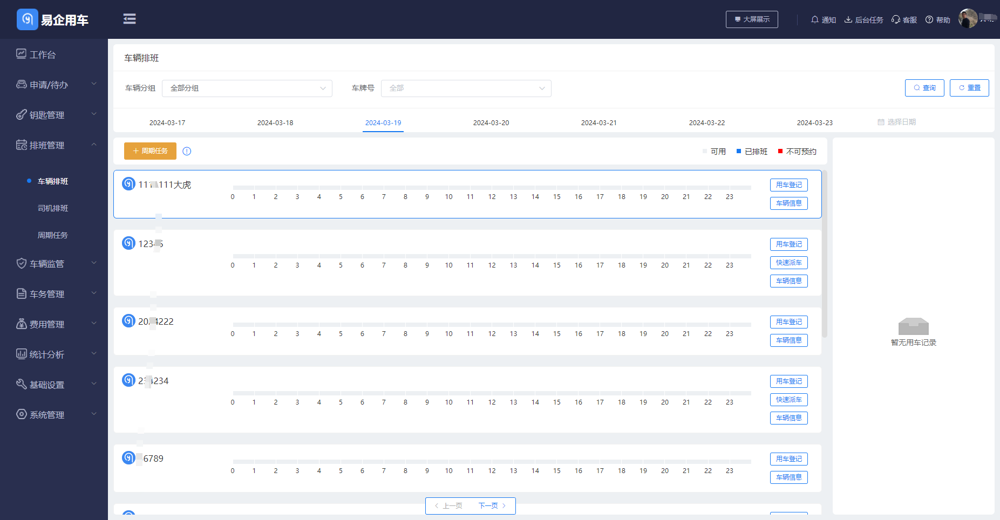 易企用车
大屏展示
通知
后台任务
客服
帮助
工作台
申请/待办
钥匙管理
排班管理
车辆排班
司机排班
周期任务
车辆监管
车务管理
费用管理
统计分析
基础设置
系统管理
车辆排班
车辆分组 全部分组 车牌号 全部 查询 重置
2024-03-17 2024-03-18 2024-03-19 2024-03-20 2024-03-21 2024-03-22 2024-03-23 选择日期
周期任务 可用 已排班 不可预约
111大虎 用车登记
0 1 2 3 4 5 6 7 8 9 10 11 12 13 14 15 16 17 18 19 20 21 22 23
车辆信息
用车登记
快速派车
0 1 2 3 4 5 6 7 8 9 10 11 12 13 14 15 16 17 18 19 20 21 22 23
车辆信息
4222 用车登记
0 1 2 3 4 5 6 7 8 9 10 11 12 13 14 15 16 17 18 19 20 21 22 23
车辆信息
4234 用车登记
快速派车
0 1 2 3 4 5 6 7 8 9 10 11 12 13 14 15 16 17 18 19 20 21 22 23
车辆信息
6789 用车登记
0 1 2 3 4 5 6 7 8 9 10 11 12 13 14 15 16 17 18 19 20 21 22 23
车辆信息
上一页 下一页
暂无用车记录